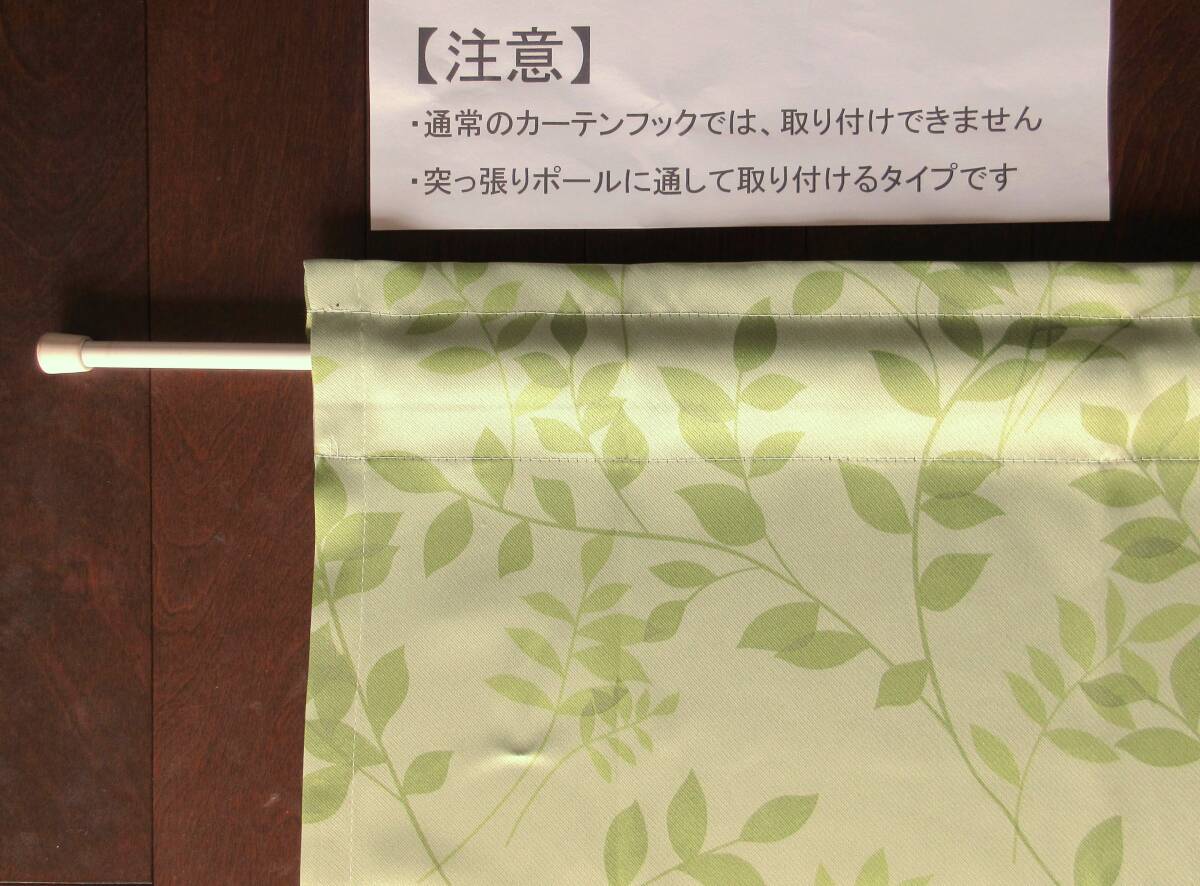 【注意】
・通常のカーテンフックでは、取り付けできません
・突っ張りポールに通して取り付けるタイプです